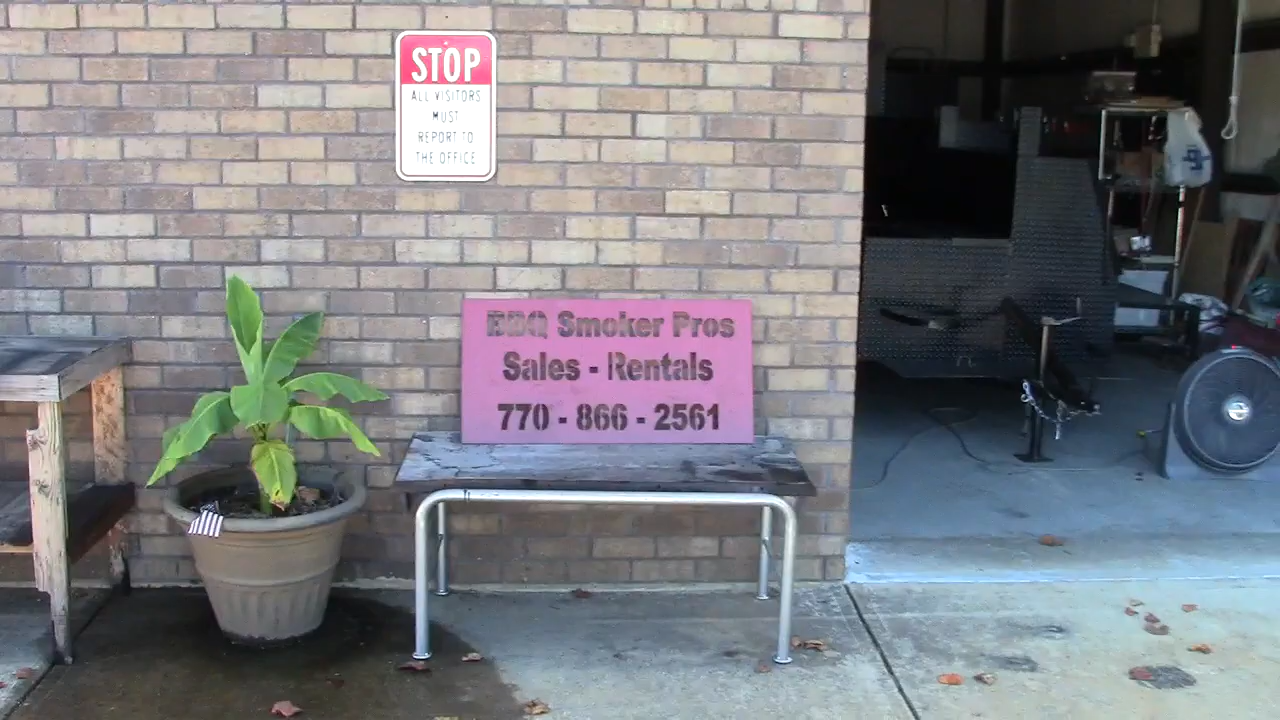 STOP
ALL VISITORS
MUST
REPORT TO
THE OFFICE
BBQ Smoker Pros
Sales - Rentals
770 - 866 - 2561